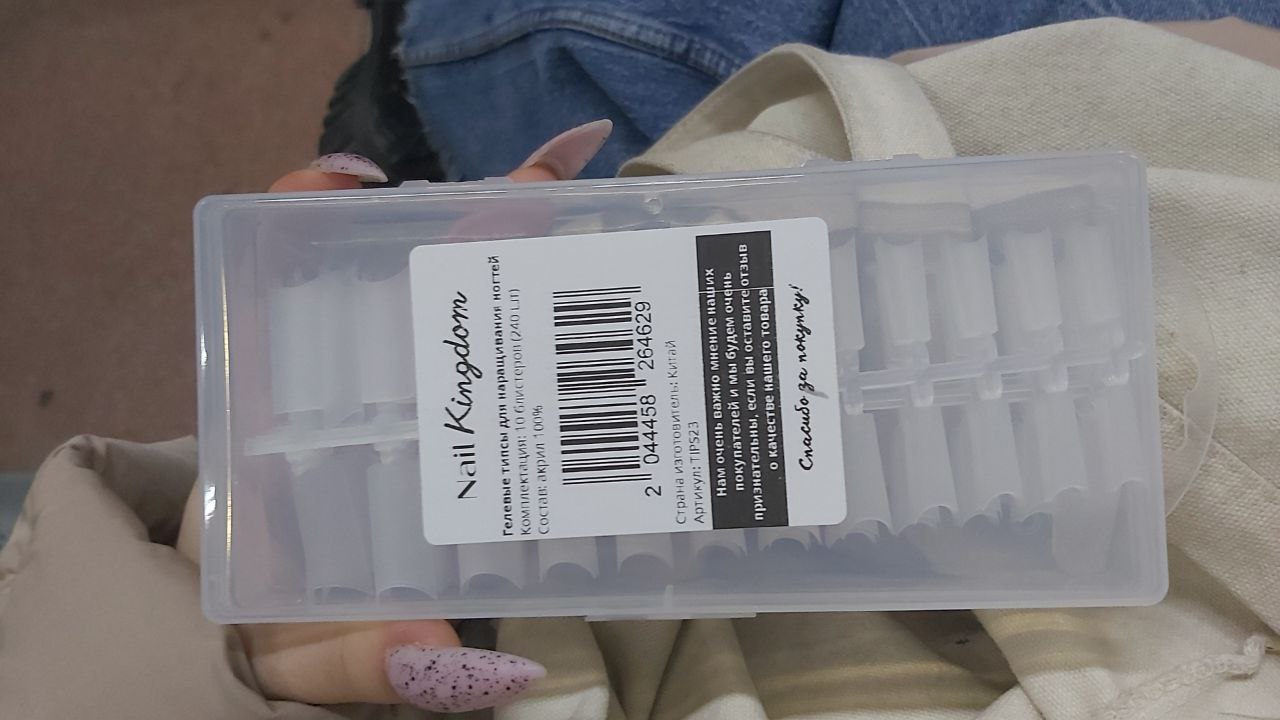 Nail Kingdom
Гелевые типсы для наращивания ногтей
Комплектация: 10 блистеров (240 шт)
Состав: акрил 100%
2 044458 264629
Страна изготовитель: Китай
Артикул: TIPS23
Нам очень важно мнение наших
покупателей и мы будем очень
признательны, если вы оставите отзыв
о качестве нашего товара
Спасибо за покупку!